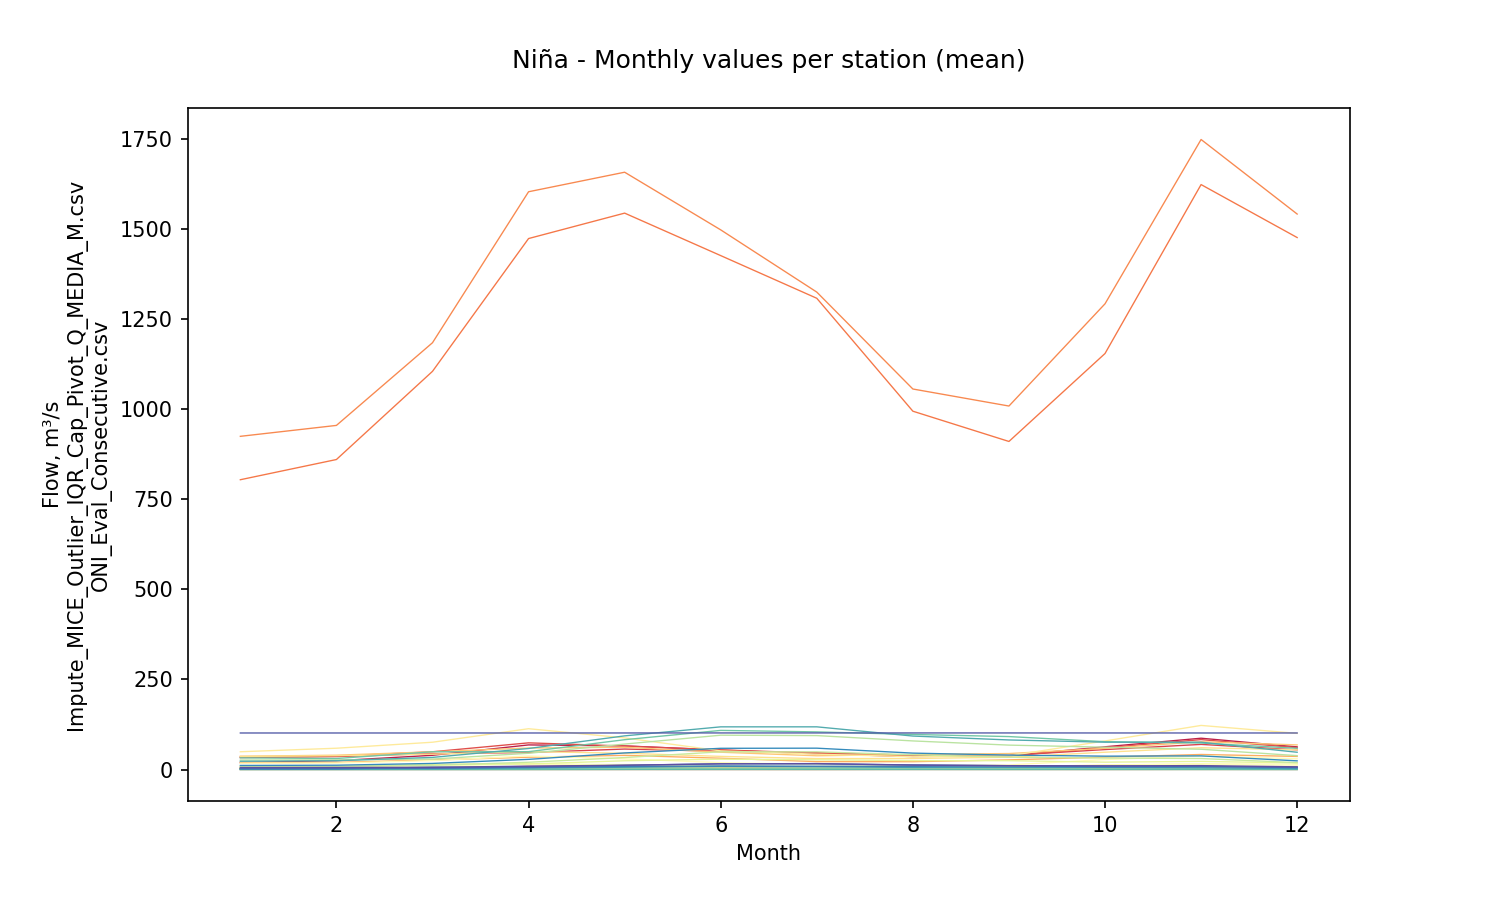 Niña - Monthly values per station (mean)
Flow, m³/s
Impute_MICE_Outlier_IQR_Cap_Pivot_Q_MEDIA_M.csv
ONI_Eval_Consecutive.csv
1750
1500
1250
1000
750
500
250
0
2 4 6 8 10 12
Month